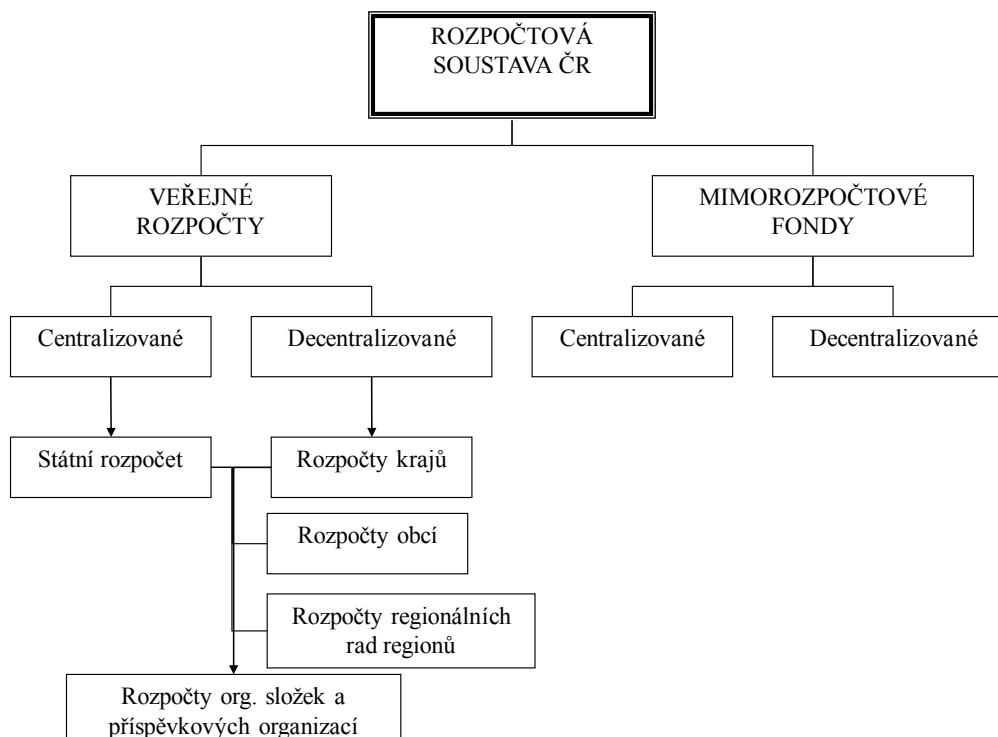 ROZPOČTOVÁ
SOUSTAVA ČR
VEŘEJNÉ
ROZPOČTY
MIMOROZPOČTOVÉ
FONDY
Centralizované
Decentralizované
Centralizované
Decentralizované
Státní rozpočet
Rozpočty krajů
Rozpočty obcí
Rozpočty regionálních
rad regionů
Rozpočty org. složek a
příspěvkových organizací